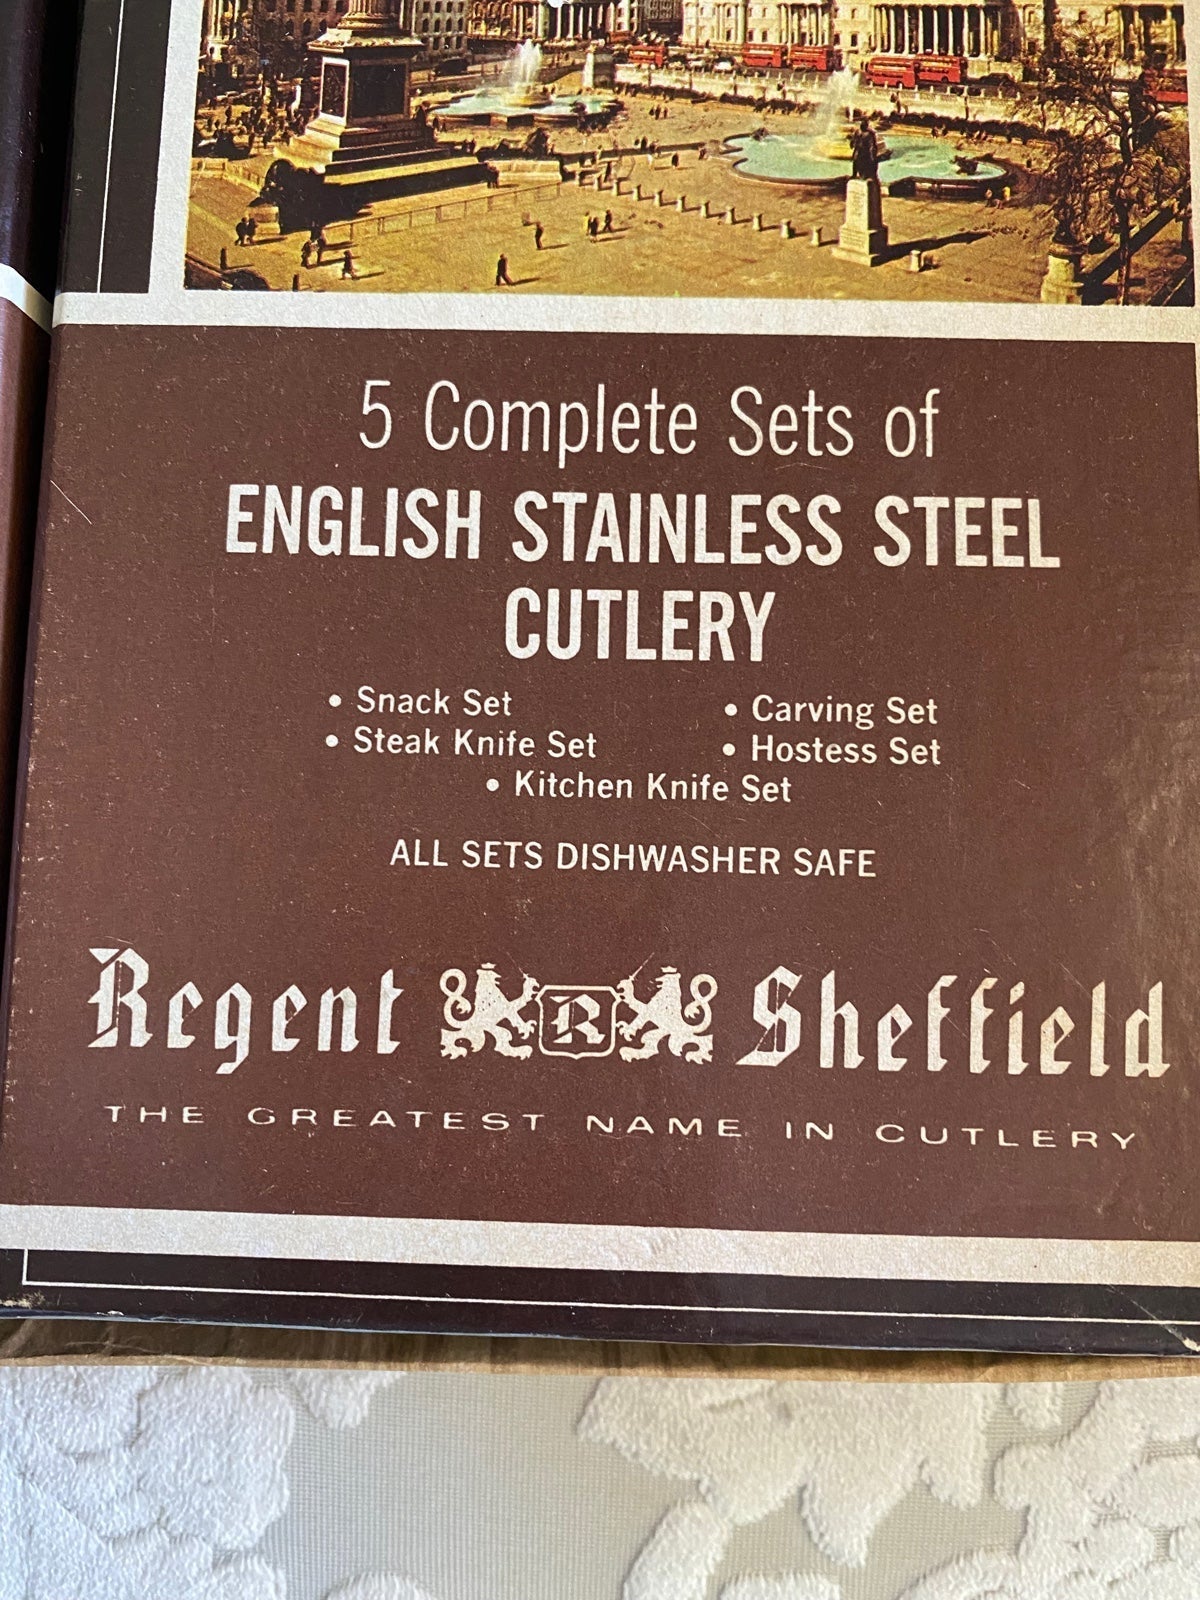 5 Complete Sets of
ENGLISH STAINLESS STEEL
CUTLERY
• Snack Set
• Carving Set
• Steak Knife Set
• Hostess Set
• Kitchen Knife Set
ALL SETS DISHWASHER SAFE
Regent R Sheffield
THE GREATEST NAME IN CUTLERY